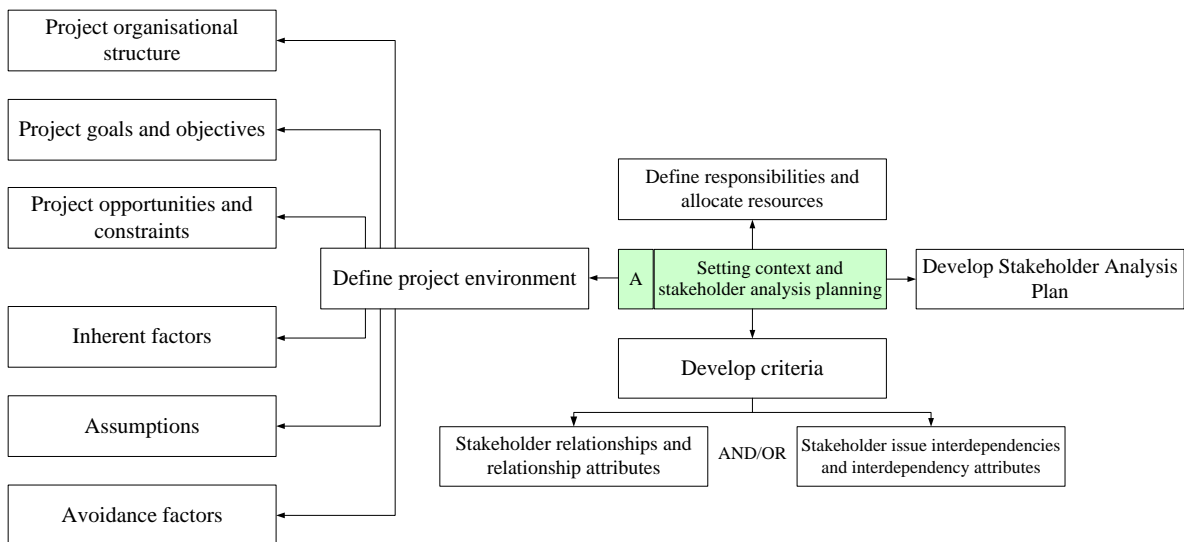 Project organisational
structure
Project goals and objectives
Project opportunities and
constraints
Inherent factors
Assumptions
Avoidance factors
Define project environment
Define responsibilities and
allocate resources
A
Setting context and
stakeholder analysis planning
Develop Stakeholder Analysis
Plan
Develop criteria
Stakeholder relationships and
relationship attributes
AND/OR
Stakeholder issue interdependencies
and interdependency attributes